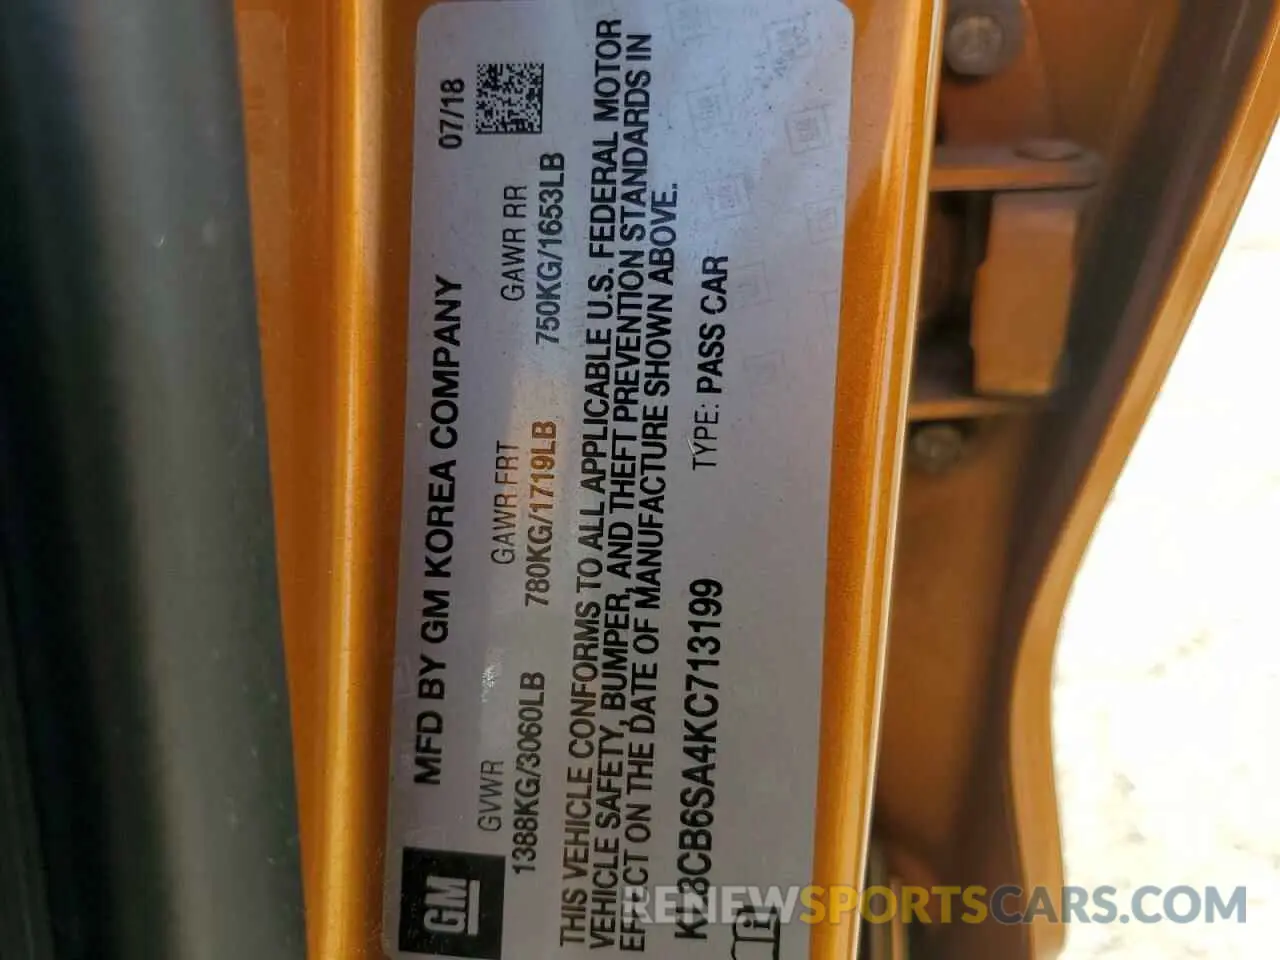 GM
MFD BY GM KOREA COMPANY 07/18
GVWR GAWR FRT GAWR RR
1388KG/3060LB 780KG/1719LB 750KG/1653LB
THIS VEHICLE CONFORMS TO ALL APPLICABLE U.S. FEDERAL MOTOR
VEHICLE SAFETY, BUMPER, AND THEFT PREVENTION STANDARDS IN
EFFECT ON THE DATE OF MANUFACTURE SHOWN ABOVE.
KL8CB6SA4KC713199 TYPE: PASS CAR
RENEWSPORTSCARS.COM